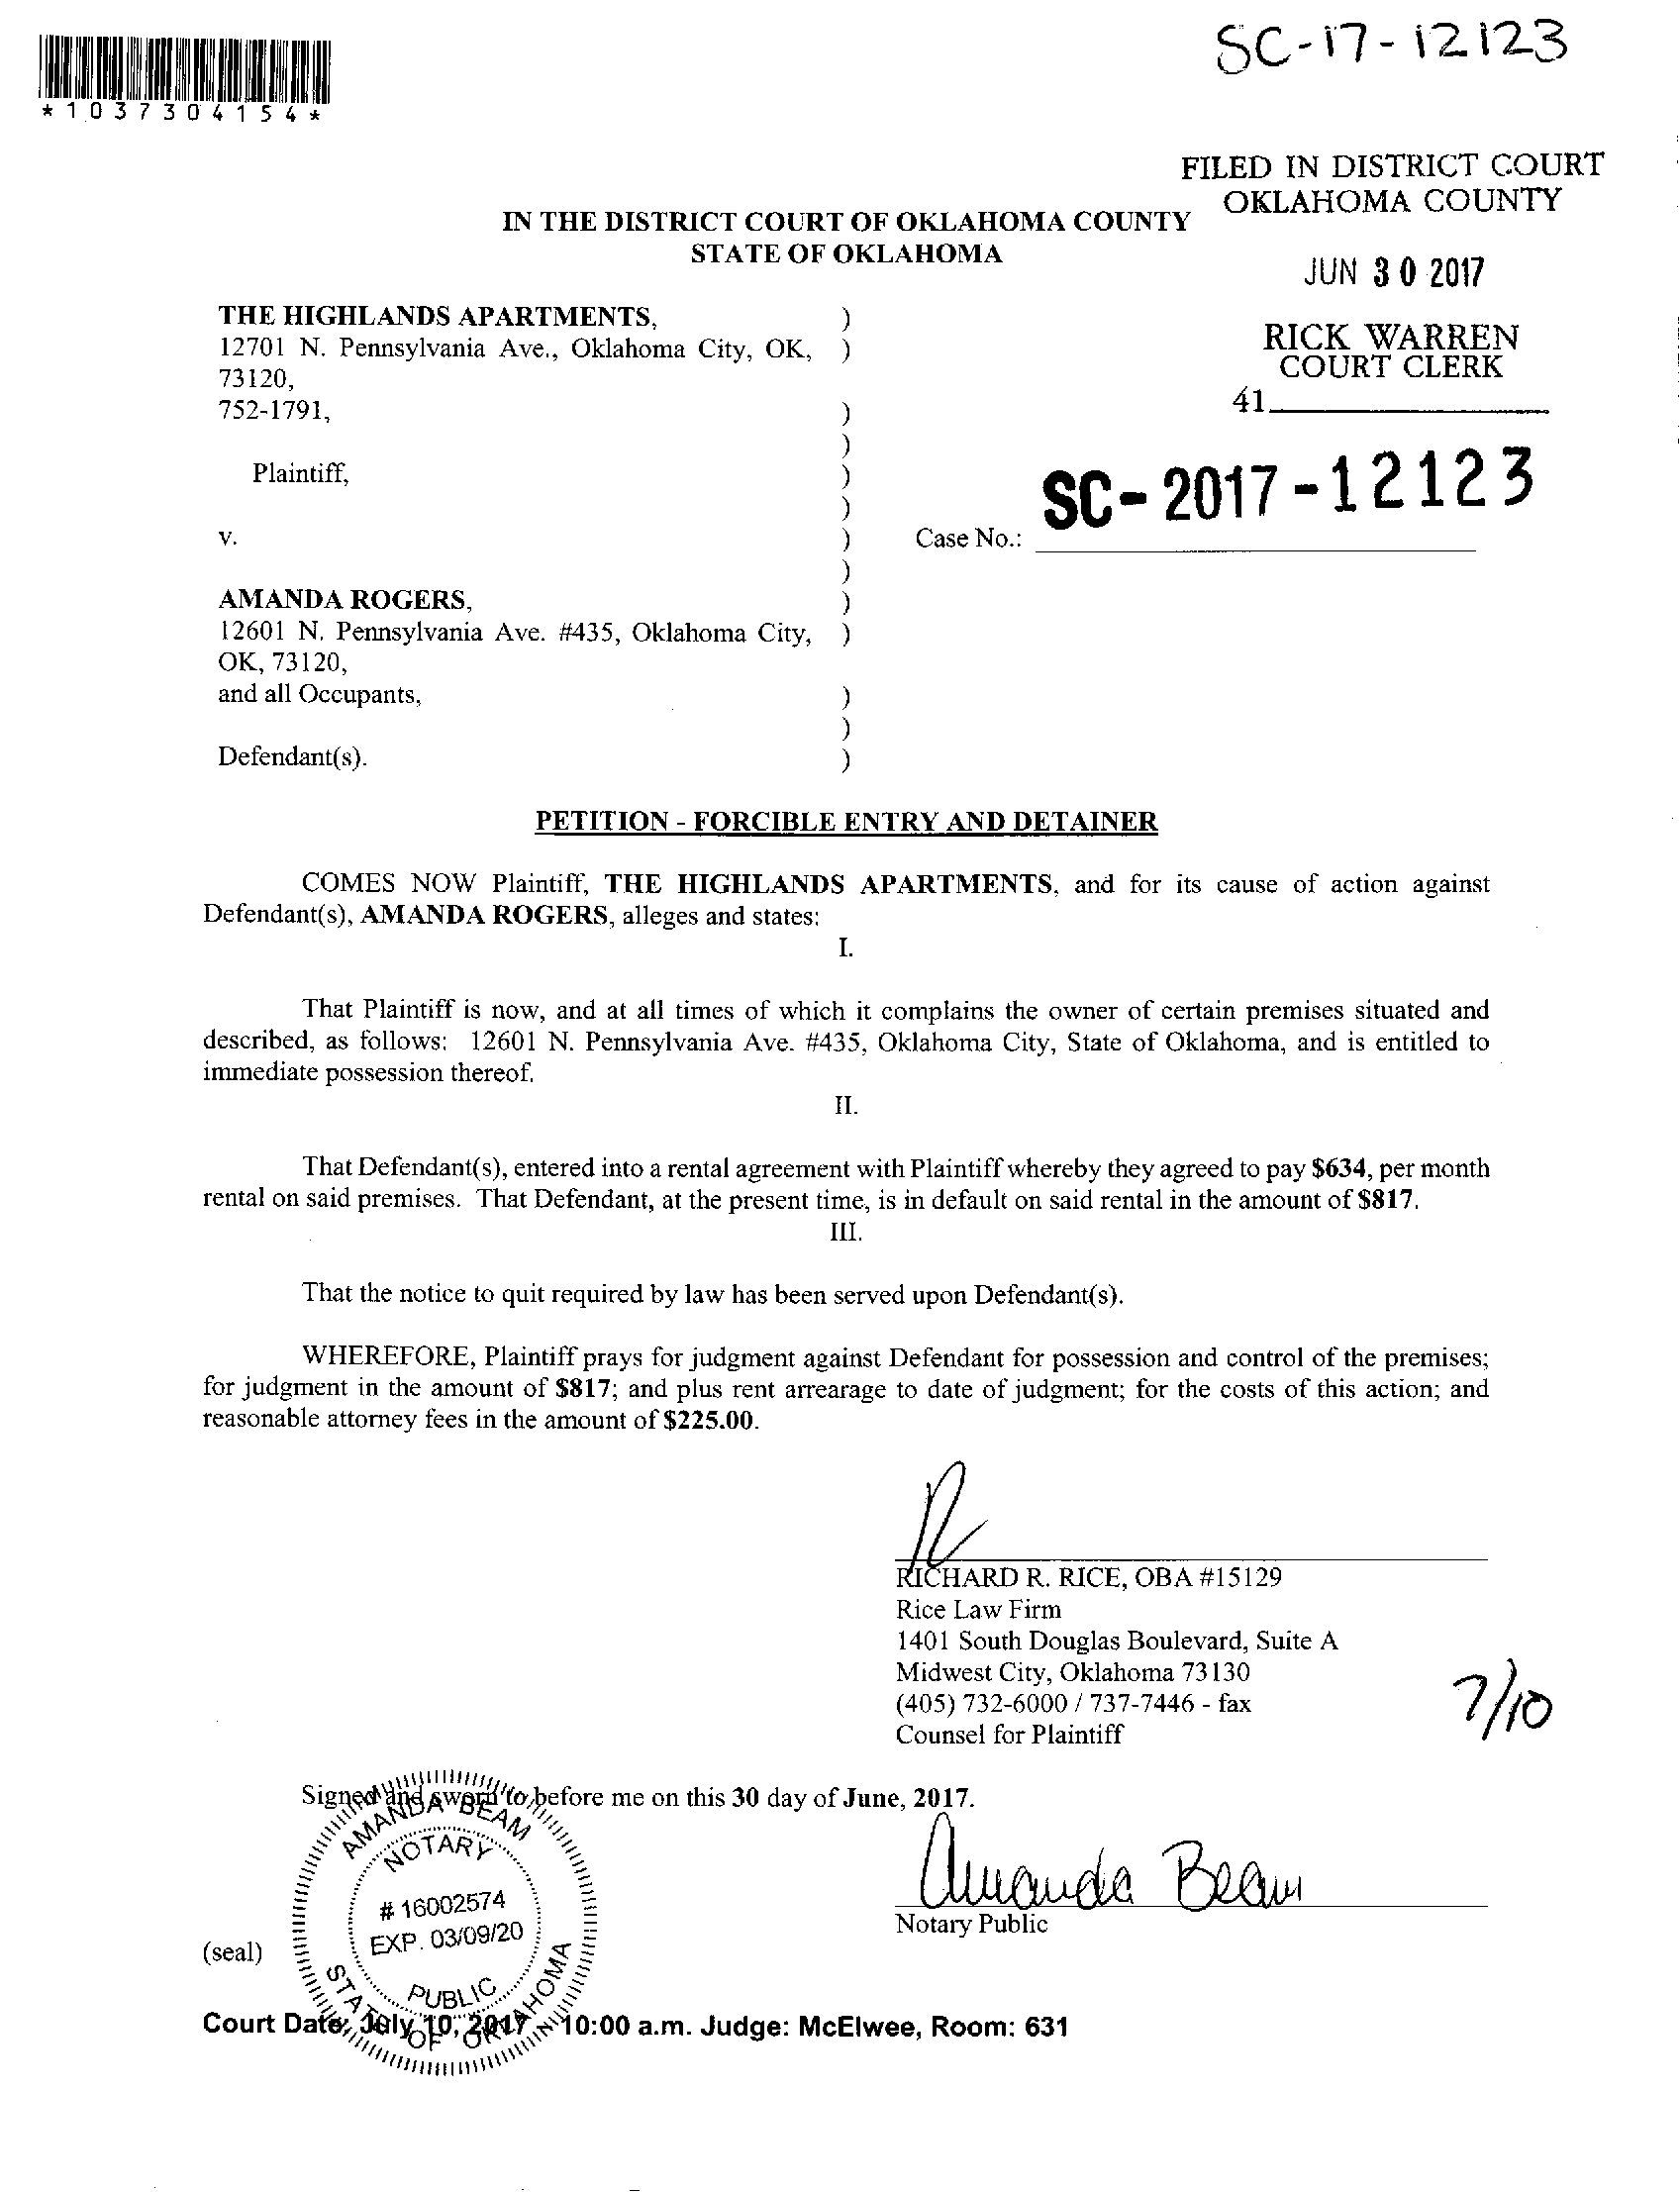 SC-17-12123
*1037304154*
FILED IN DISTRICT COURT
OKLAHOMA COUNTY
IN THE DISTRICT COURT OF OKLAHOMA COUNTY
STATE OF OKLAHOMA
JUN 30 2017
THE HIGHLANDS APARTMENTS, )
12701 N. Pennsylvania Ave., Oklahoma City, OK, )
73120,
752-1791, )
RICK WARREN
COURT CLERK
41
)
Plaintiff, )
)
v. )
SC-2017-12123
Case No.:
)
AMANDA ROGERS, )
12601 N. Pennsylvania Ave. #435, Oklahoma City, )
OK, 73120,
and all Occupants, )
)
Defendant(s). )
PETITION - FORCIBLE ENTRY AND DETAINER
COMES NOW Plaintiff, THE HIGHLANDS APARTMENTS, and for its cause of action against
Defendant(s), AMANDA ROGERS, alleges and states:
I.
That Plaintiff is now, and at all times of which it complains the owner of certain premises situated and
described, as follows: 12601 N. Pennsylvania Ave. #435, Oklahoma City, State of Oklahoma, and is entitled to
immediate possession thereof.
II.
That Defendant(s), entered into a rental agreement with Plaintiff whereby they agreed to pay $634, per month
rental on said premises. That Defendant, at the present time, is in default on said rental in the amount of $817.
III.
That the notice to quit required by law has been served upon Defendant(s).
WHEREFORE, Plaintiff prays for judgment against Defendant for possession and control of the premises;
for judgment in the amount of $817; and plus rent arrearage to date of judgment; for the costs of this action; and
reasonable attorney fees in the amount of $225.00.
RICHARD R. RICE, OBA #15129
Rice Law Firm
1401 South Douglas Boulevard, Suite A
Midwest City, Oklahoma 73130
(405) 732-6000 / 737-7446 - fax
Counsel for Plaintiff
7/10
Signed and sworn to before me on this 30 day of June, 2017.
AMANDA BEAM
NOTARY
# 16002574
EXP. 03/09/20
PUBLIC
STATE OF OKLAHOMA
Amanda Beam
Notary Public
(seal)
Court Date: July 10, 2017 10:00 a.m. Judge: McElwee, Room: 631